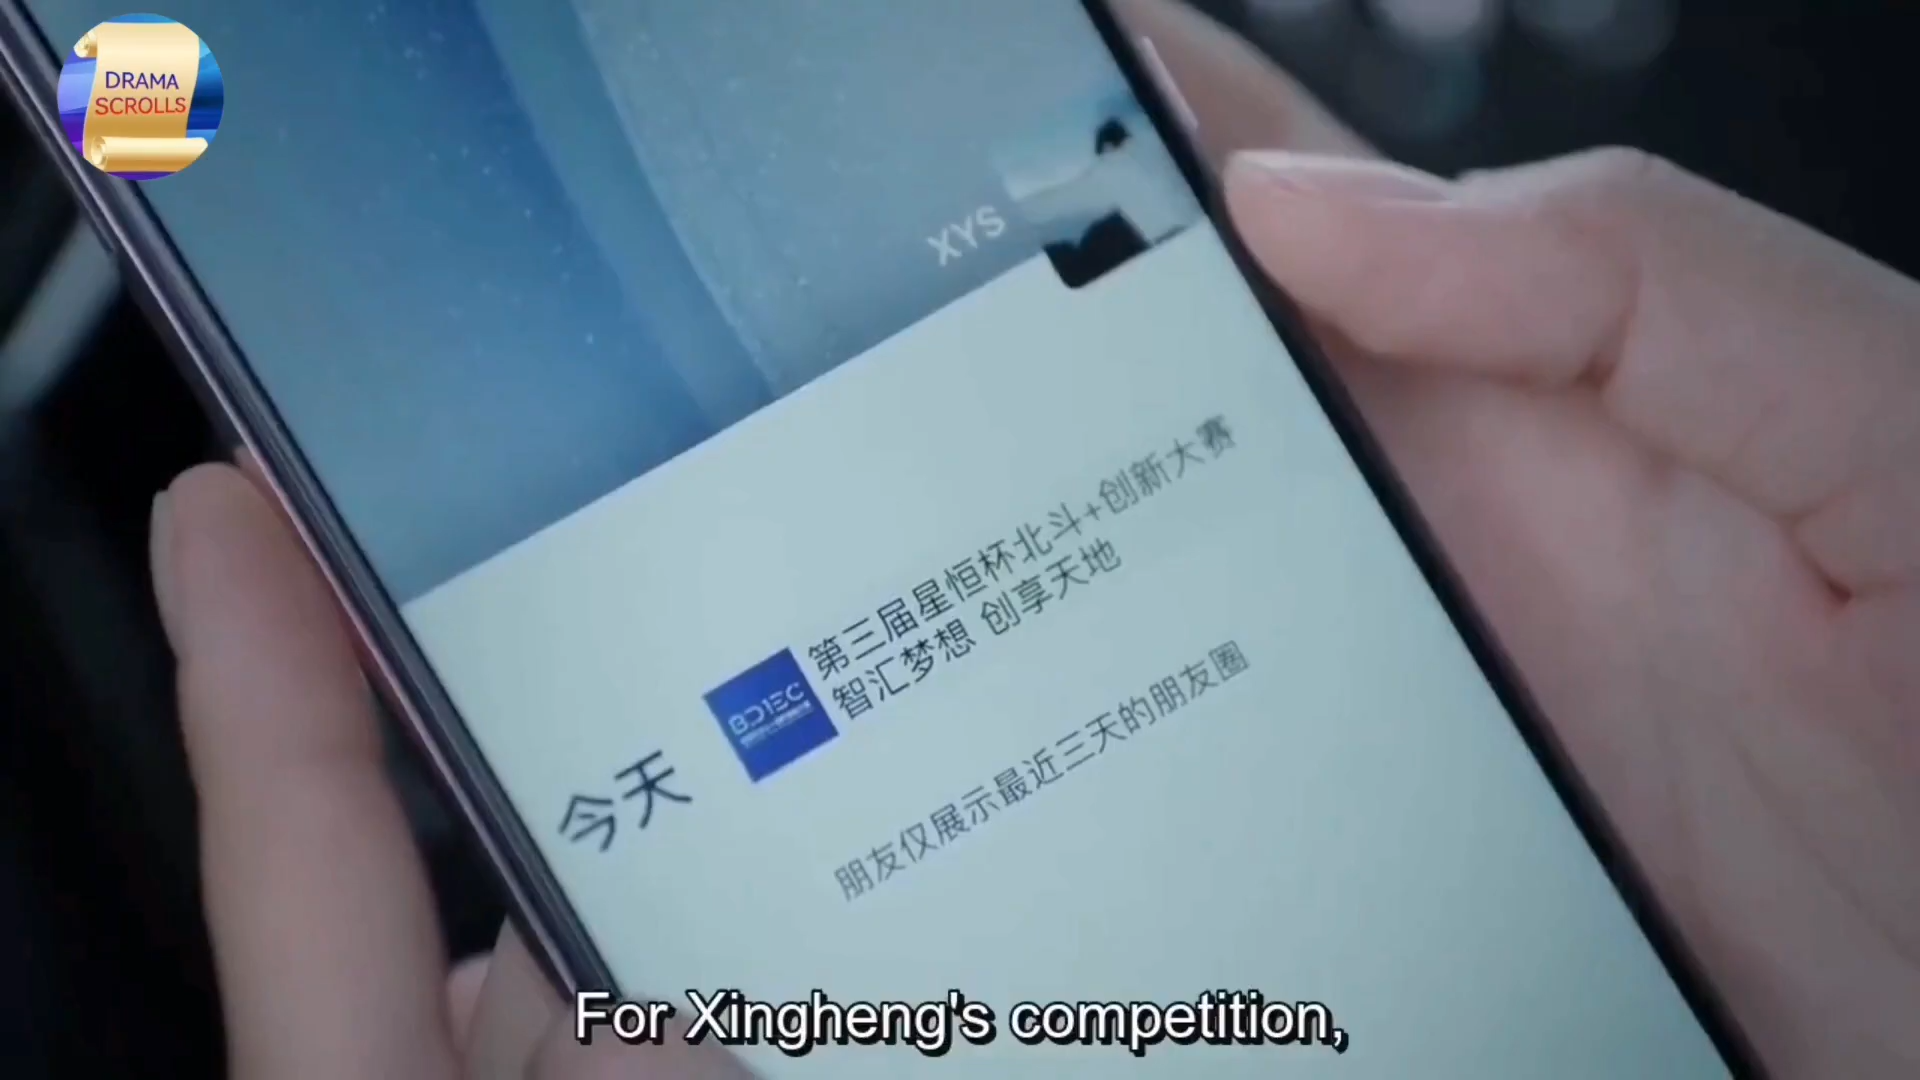 DRAMA
SCROLLS
XYS
第三届星恒杯北斗+创新大赛
智汇梦想 创享天地
BDIEC
今天
朋友仅展示最近三天的朋友圈
For Xingheng's competition,